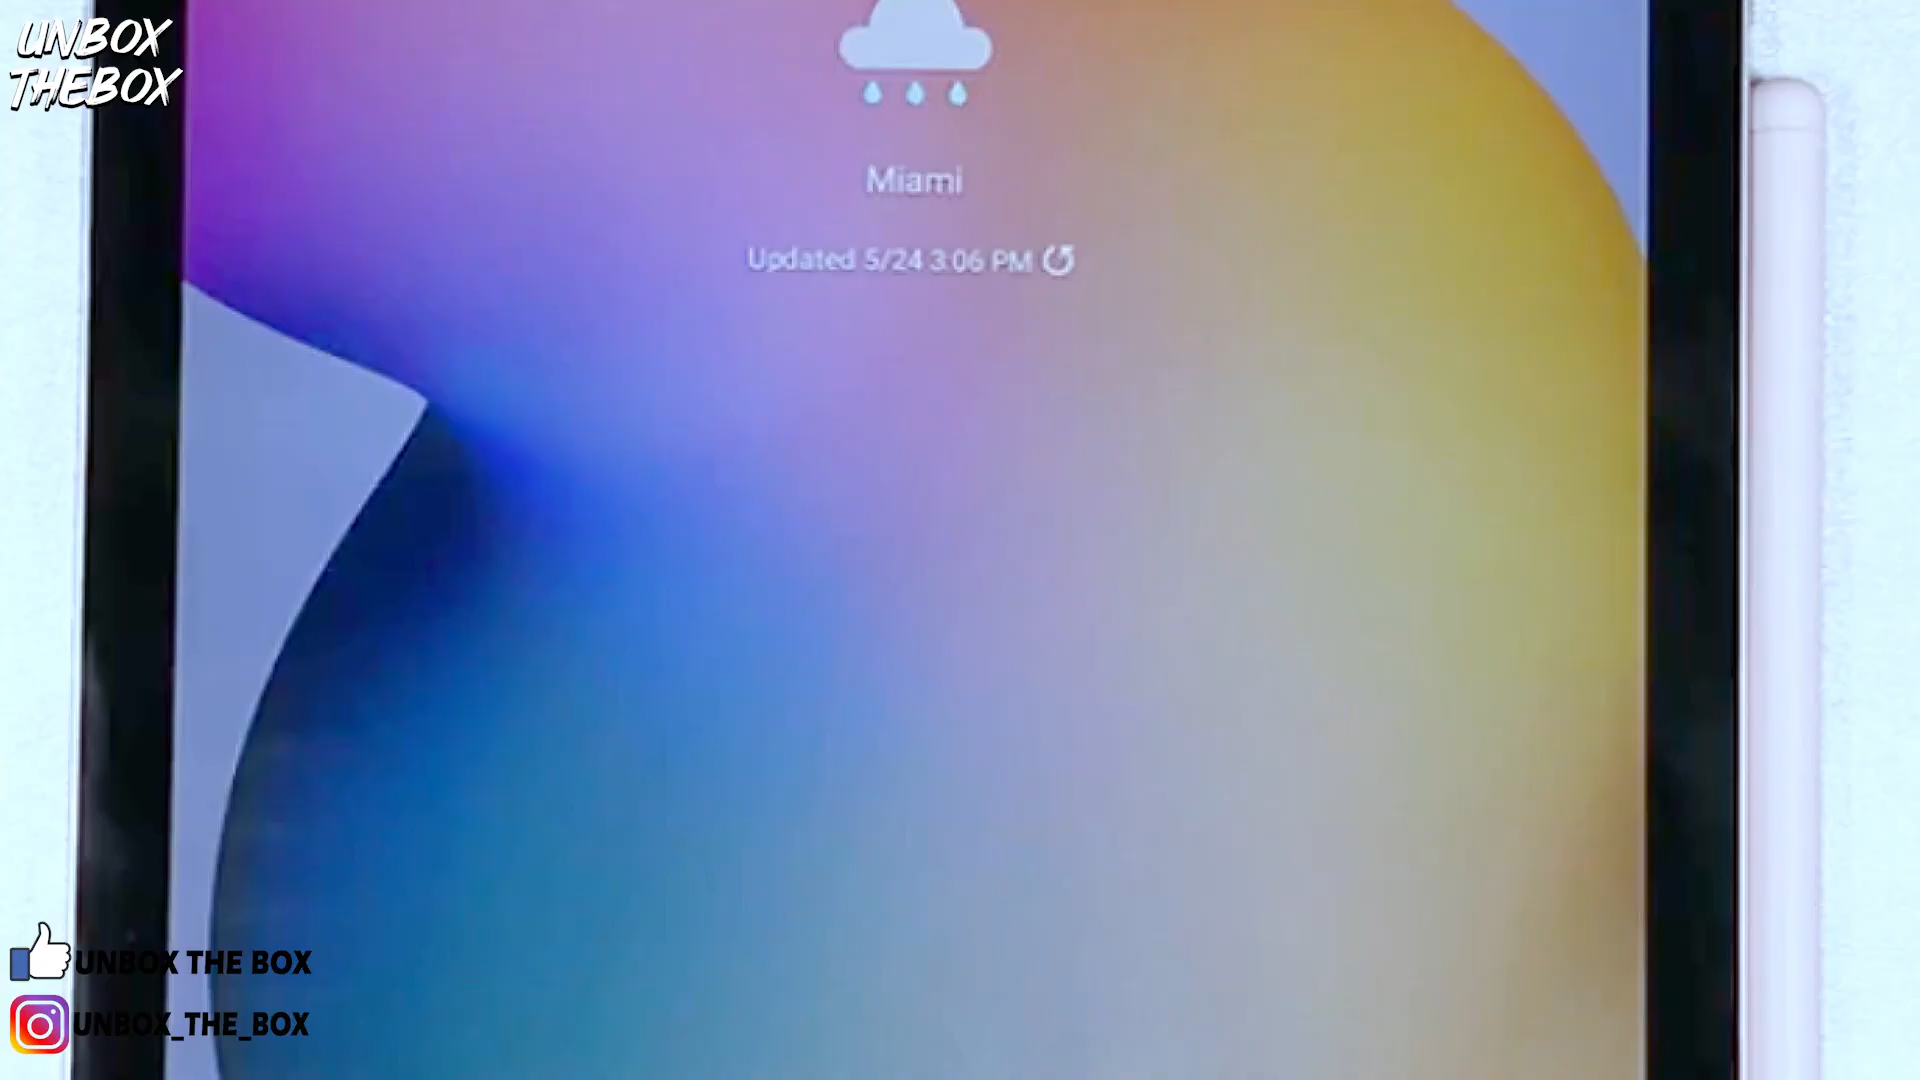 UNBOX
THEBOX
Miami
Updated 5/24 3:06 PM
UNBOX THE BOX
UNBOX_THE_BOX